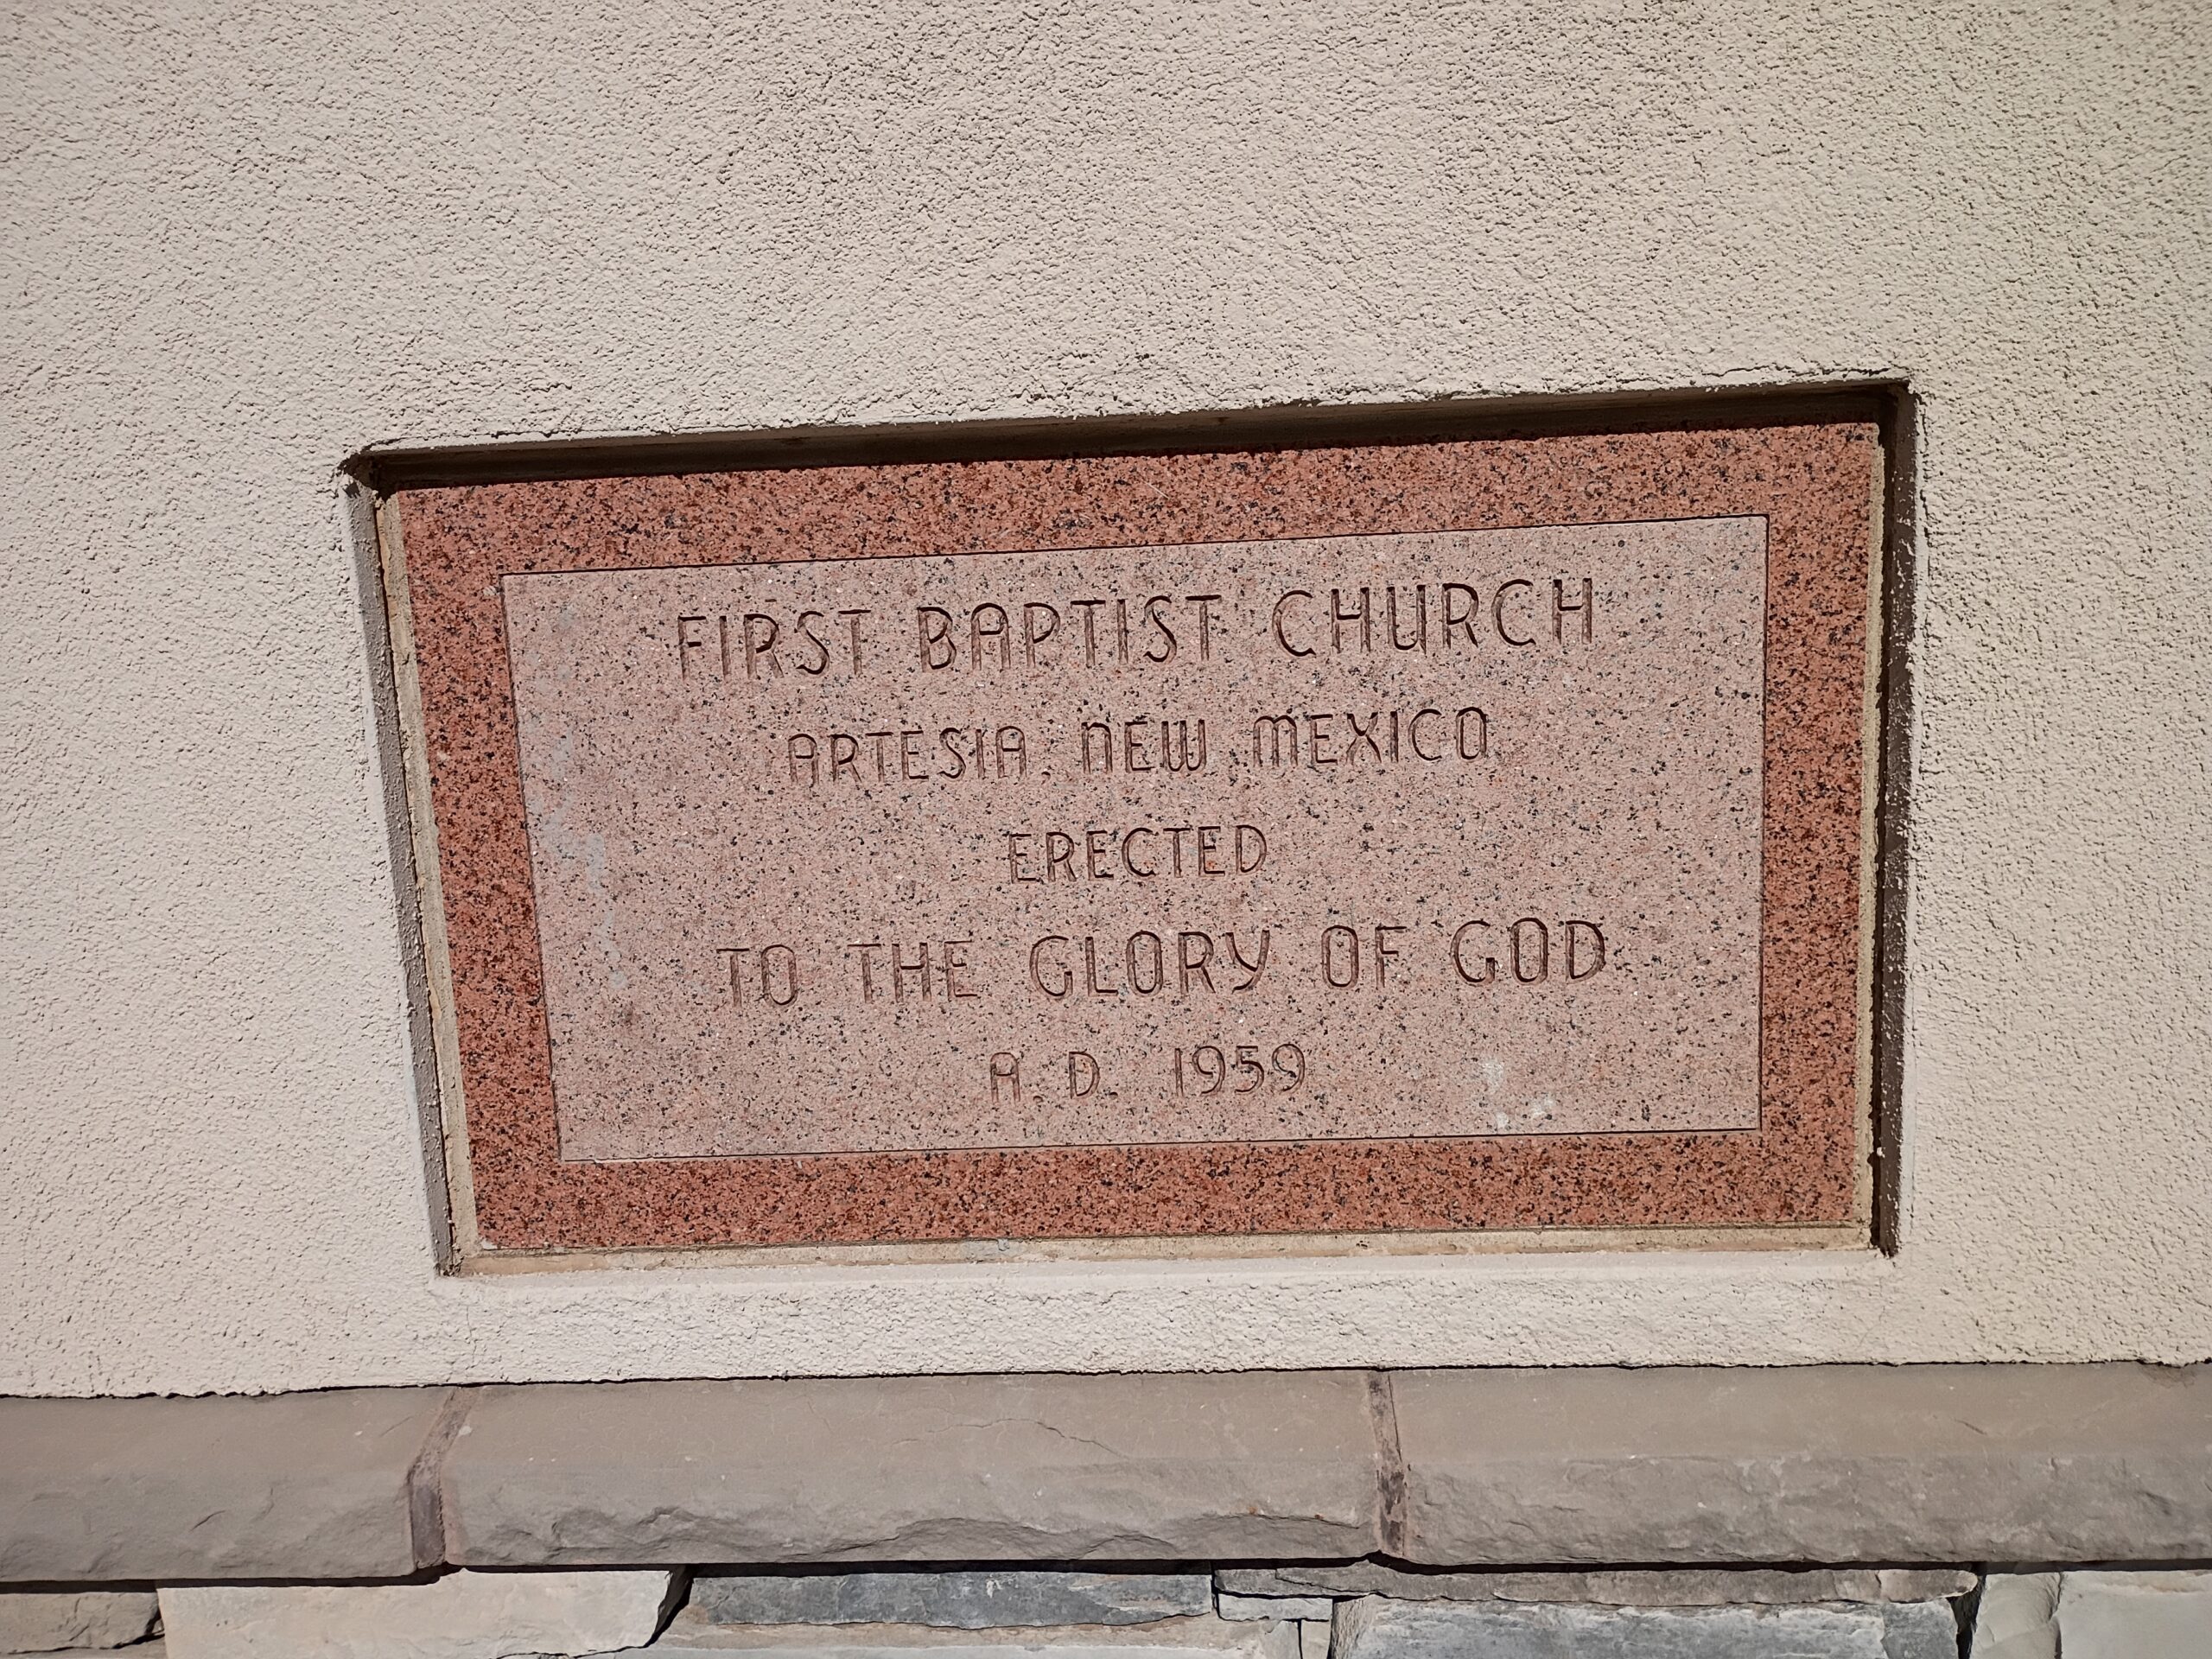 FIRST BAPTIST CHURCH
ARTESIA, NEW MEXICO
ERECTED
TO THE GLORY OF GOD
A. D. 1959